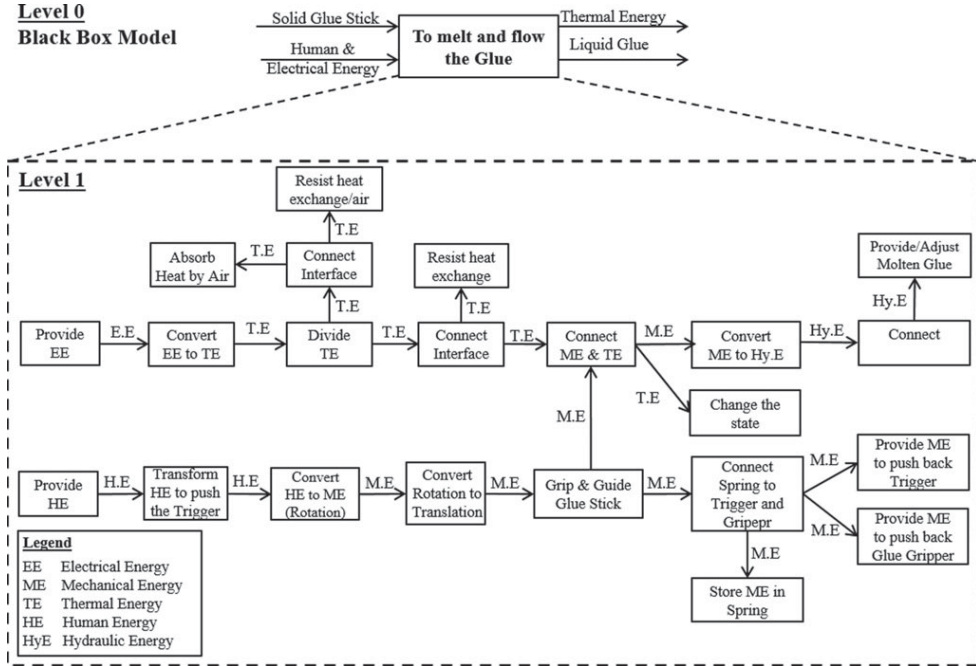 Level 0
Black Box Model
Solid Glue Stick
Human &
Electrical Energy
To melt and flow
the Glue
Thermal Energy
Liquid Glue
Level 1
Resist heat
exchange/air
T.E
Absorb
Heat by Air
T.E
Connect
Interface
Resist heat
exchange
Provide/Adjust
Molten Glue
T.E
T.E
Hy.E
Provide
EE
E.E
Convert
EE to TE
T.E
Divide
TE
T.E
Connect
Interface
T.E
Connect
ME & TE
M.E
Convert
ME to Hy.E
Hy.E
Connect
T.E
Change the
state
M.E
Provide
HE
H.E
Transform
HE to push
the Trigger
H.E
Convert
HE to ME
(Rotation)
M.E
Convert
Rotation to
Translation
M.E
Grip & Guide
Glue Stick
M.E
Connect
Spring to
Trigger and
Gripepr
M.E
Provide ME
to push back
Trigger
M.E
Provide ME
to push back
Glue Gripper
M.E
Store ME in
Spring
Legend
EE Electrical Energy
ME Mechanical Energy
TE Thermal Energy
HE Human Energy
HyE Hydraulic Energy